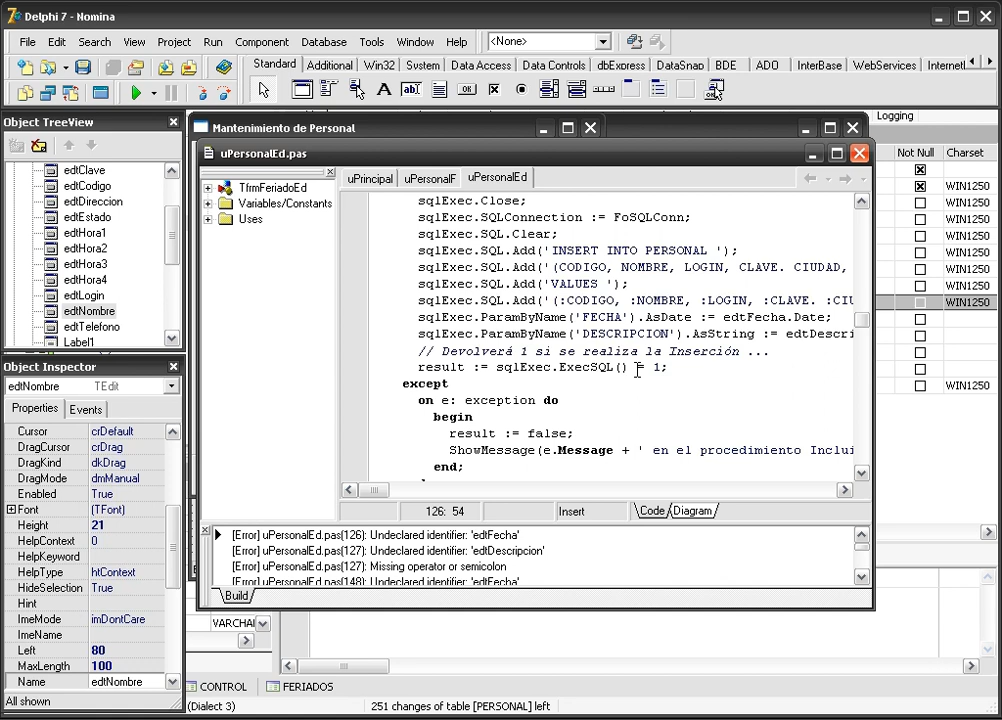 Delphi 7 - Nomina
File Edit Search View Project Run Component Database Tools Window Help <None>
Standard Additional Win32 System Data Access Data Controls dbExpress DataSnap BDE ADO InterBase WebServices
Object TreeView
edtClave
edtCodigo
edtDireccion
edtEstado
edtHora1
edtHora2
edtHora3
edtHora4
edtLogin
edtNombre
edtTelefono
Label1
Object Inspector
edtNombre TEdit
Properties Events
Cursor crDefault
DragCursor crDrag
DragKind dkDrag
DragMode dmManual
Enabled True
Font (TFont)
Height 21
HelpContext 0
HelpKeyword
HelpType htContext
HideSelection True
Hint
ImeMode imDontCare
ImeName
Left 80
MaxLength 100
Name edtNombre
All shown
Mantenimiento de Personal
uPersonalEd.pas
TfrmFeriadoEd
Variables/Constants
Uses
uPrincipal uPersonalF uPersonalEd
sqlExec.Close;
sqlExec.SQLConnection := FoSQLConn;
sqlExec.SQL.Clear;
sqlExec.SQL.Add('INSERT INTO PERSONAL ');
sqlExec.SQL.Add('(CODIGO, NOMBRE, LOGIN, CLAVE. CIUDAD,
sqlExec.SQL.Add('VALUES ');
sqlExec.SQL.Add('(:CODIGO, :NOMBRE, :LOGIN, :CLAVE. :CIU
sqlExec.ParamByName('FECHA').AsDate := edtFecha.Date;
sqlExec.ParamByName('DESCRIPCION').AsString := edtDescri
// Devolverá 1 si se realiza la Inserción ...
result := sqlExec.ExecSQL() = 1;
except
on e: exception do
begin
result := false;
ShowMessage(e.Message + ' en el procedimiento Inclui
end;
126: 54 Insert Code Diagram
[Error] uPersonalEd.pas(126): Undeclared identifier: 'edtFecha'
[Error] uPersonalEd.pas(127): Undeclared identifier: 'edtDescripcion'
[Error] uPersonalEd.pas(127): Missing operator or semicolon
[Error] uPersonalEd.pas(148): Undeclared identifier: 'edtFecha'
Build
Logging
Not Null Charset
WIN1250
WIN1250
WIN1250
WIN1250
WIN1250
WIN1250
WIN1250
WIN1250
WIN1250
VARCHAR
CONTROL FERIADOS
(Dialect 3) 251 changes of table [PERSONAL] left